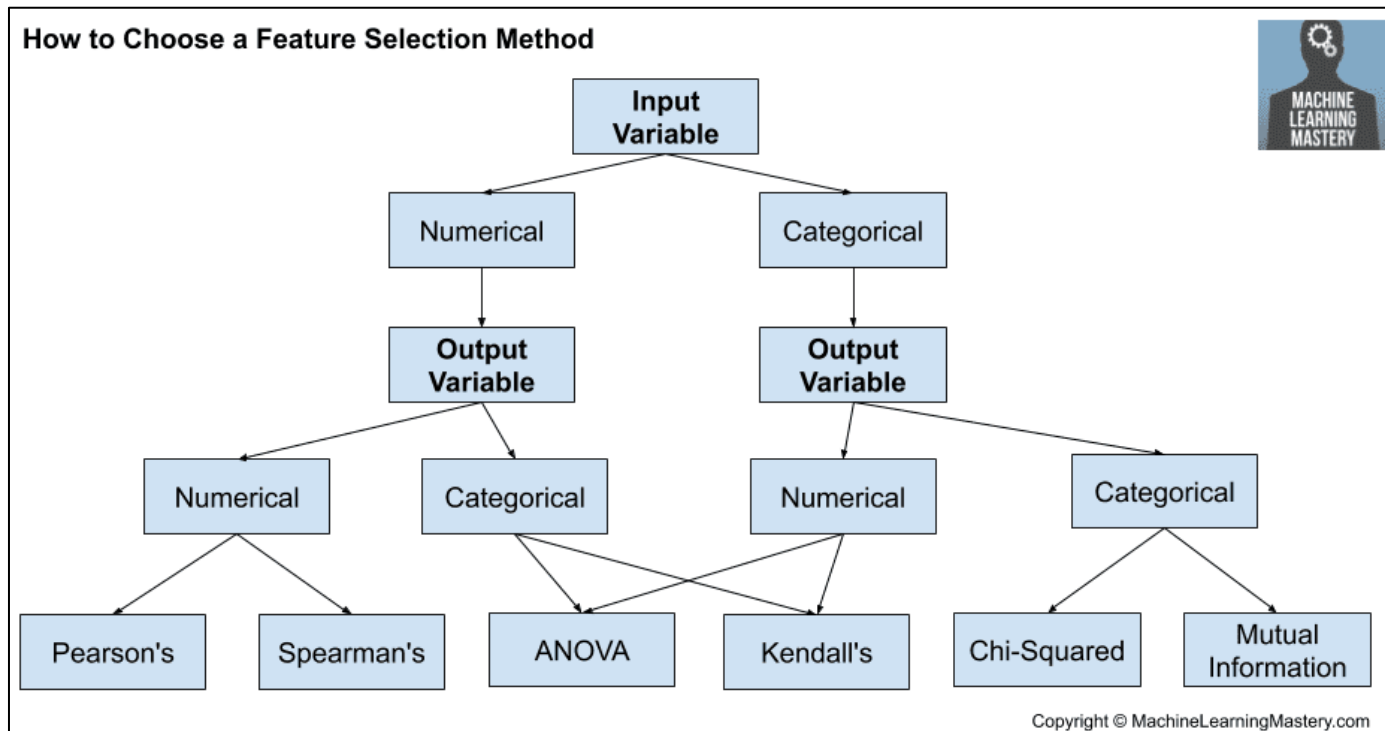 How to Choose a Feature Selection Method
MACHINE
LEARNING
MASTERY
Input
Variable
Numerical
Categorical
Output
Variable
Output
Variable
Numerical
Categorical
Numerical
Categorical
Pearson's
Spearman's
ANOVA
Kendall's
Chi-Squared
Mutual
Information
Copyright © MachineLearningMastery.com